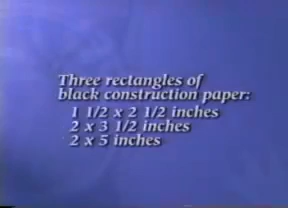 Three rectangles of
black construction paper:
1 1/2 x 2 1/2 inches
2 x 3 1/2 inches
2 x 5 inches